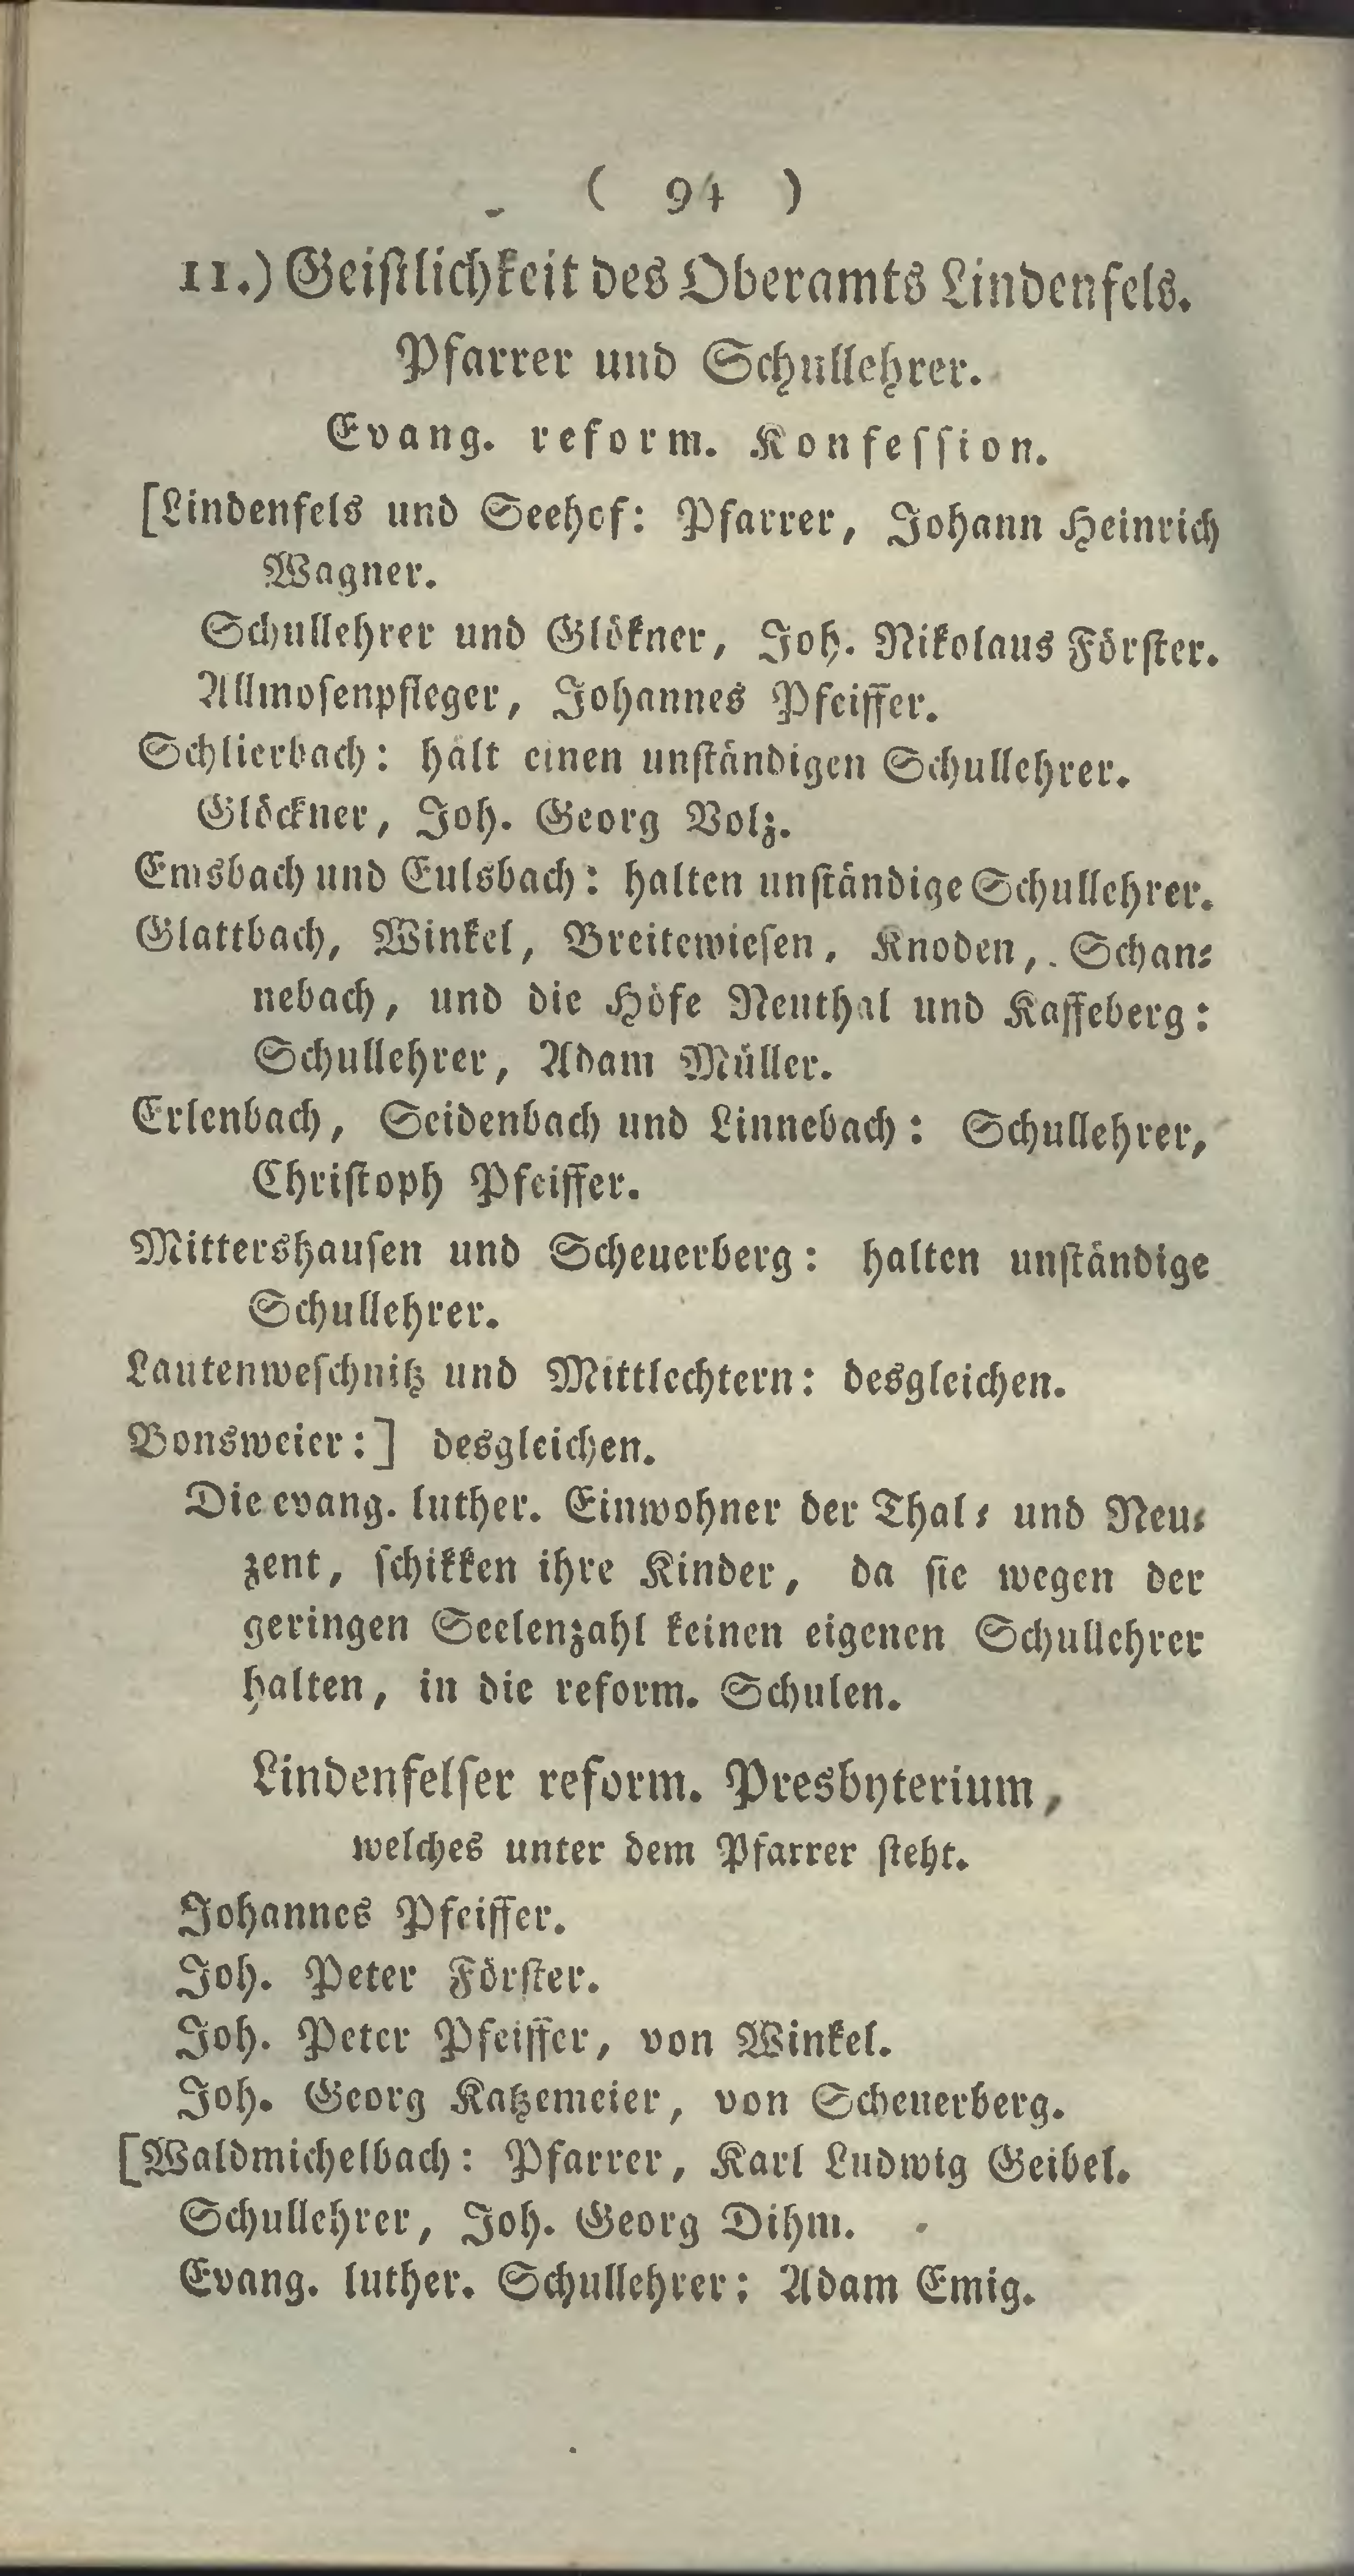 ( 94 )
11.) Geiſtlichkeit des Oberamts Lindenfels.
Pfarrer und Schullehrer.
Evang. reform. Konfeſſion.
[Lindenfels und Seehof: Pfarrer, Johann Heinrich
Wagner.
Schullehrer und Glökner, Joh. Nikolaus Förſter.
Allmoſenpfleger, Johannes Pfeiffer.
Schlierbach: hält einen unſtändigen Schullehrer.
Glöckner, Joh. Georg Volz.
Emsbach und Eulsbach: halten unſtändige Schullehrer.
Glattbach, Winkel, Breitewieſen, Knoden, Schan⸗
nebach, und die Höfe Neuthal und Kaffeberg:
Schullehrer, Adam Müller.
Erlenbach, Seidenbach und Linnebach: Schullehrer,
Chriſtoph Pfeiffer.
Mittershauſen und Scheuerberg: halten unſtändige
Schullehrer.
Lautenweſchnitz und Mittlechtern: desgleichen.
Bonsweier:] desgleichen.
Die evang. luther. Einwohner der Thal⸗ und Neu⸗
zent, ſchikken ihre Kinder, da ſie wegen der
geringen Seelenzahl keinen eigenen Schullehrer
halten, in die reform. Schulen.
Lindenfelſer reform. Presbyterium,
welches unter dem Pfarrer ſteht.
Johannes Pfeiffer.
Joh. Peter Förſter.
Joh. Peter Pfeiffer, von Winkel.
Joh. Georg Katzemeier, von Scheuerberg.
[Waldmichelbach: Pfarrer, Karl Ludwig Geibel.
Schullehrer, Joh. Georg Dihm.
Evang. luther. Schullehrer: Adam Emig.